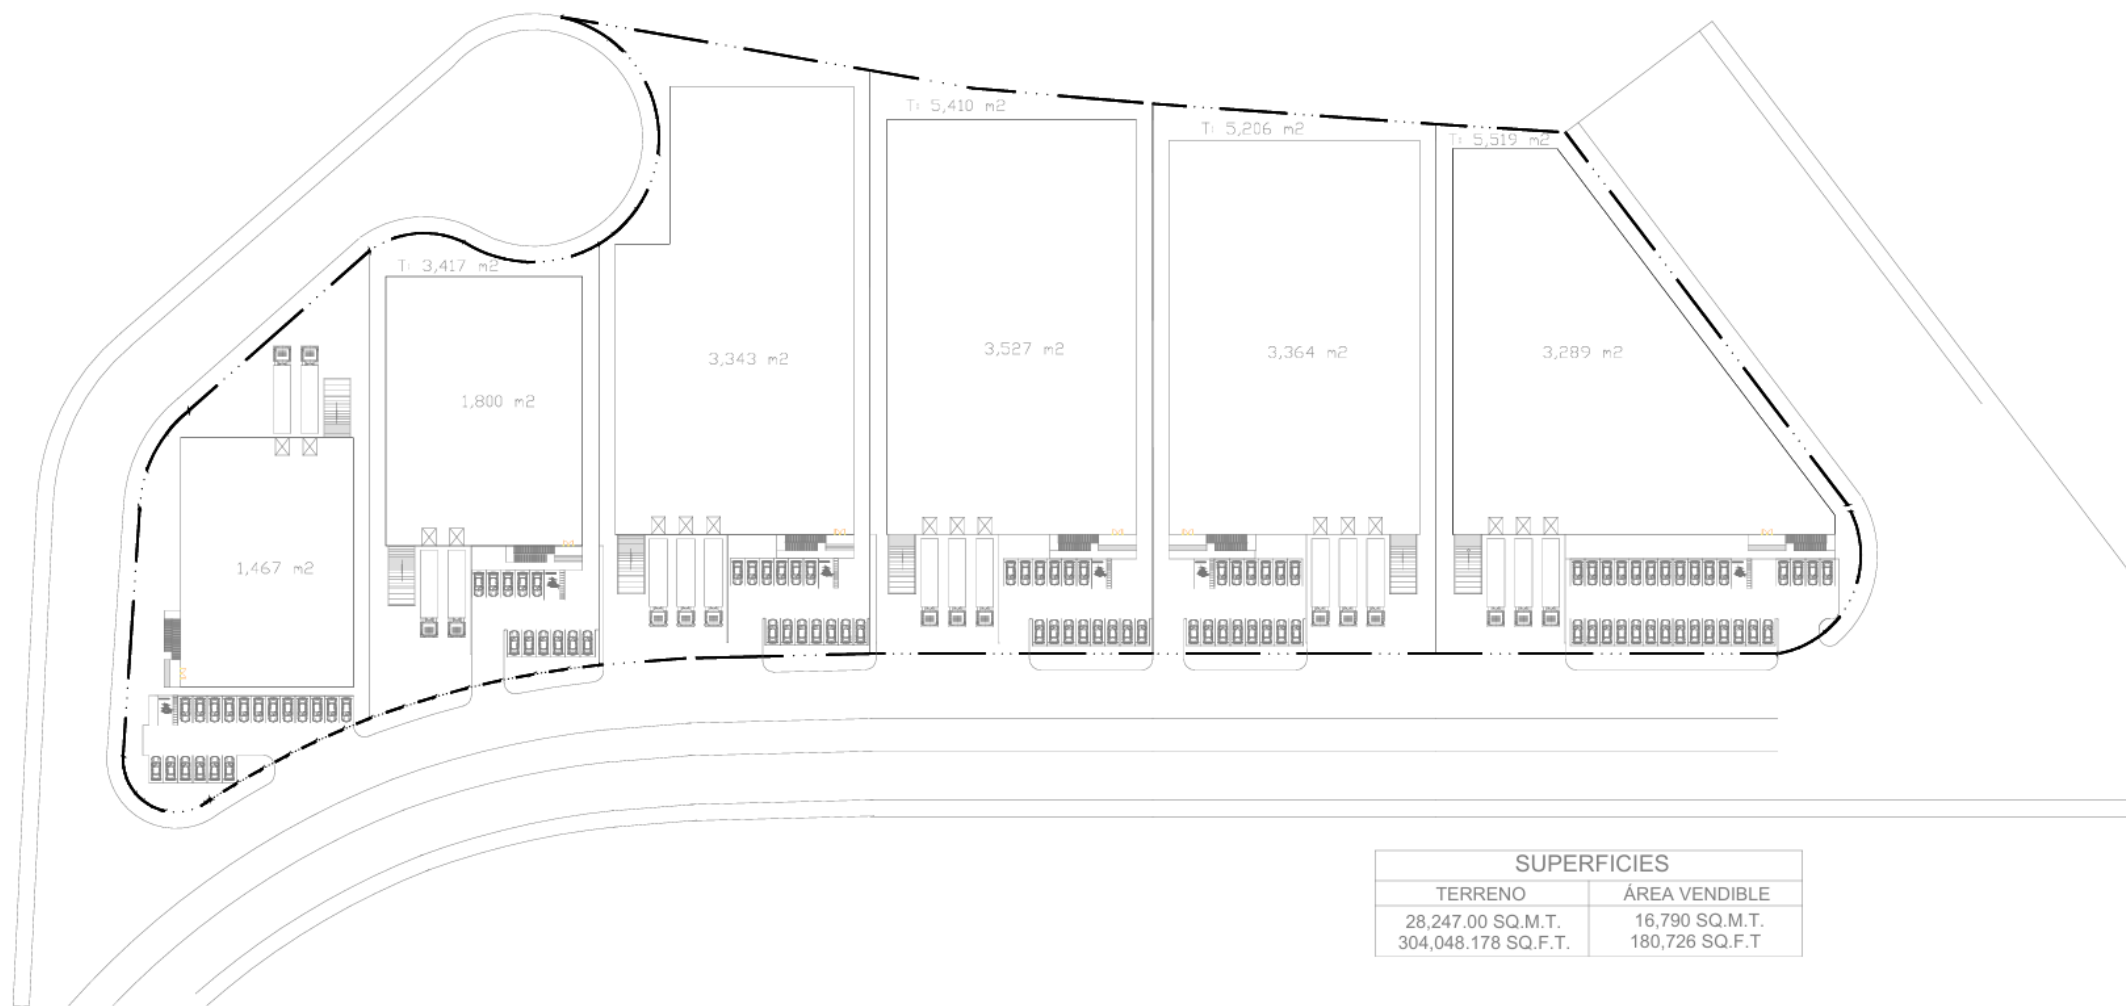 T: 5,410 m2
T: 5,206 m2
T: 5,519 m2
T: 3,417 m2
3,343 m2
3,527 m2
3,364 m2
3,289 m2
1,800 m2
1,467 m2
SUPERFICIES
TERRENO ÁREA VENDIBLE
28,247.00 SQ.M.T. 16,790 SQ.M.T.
304,048.178 SQ.F.T. 180,726 SQ.F.T